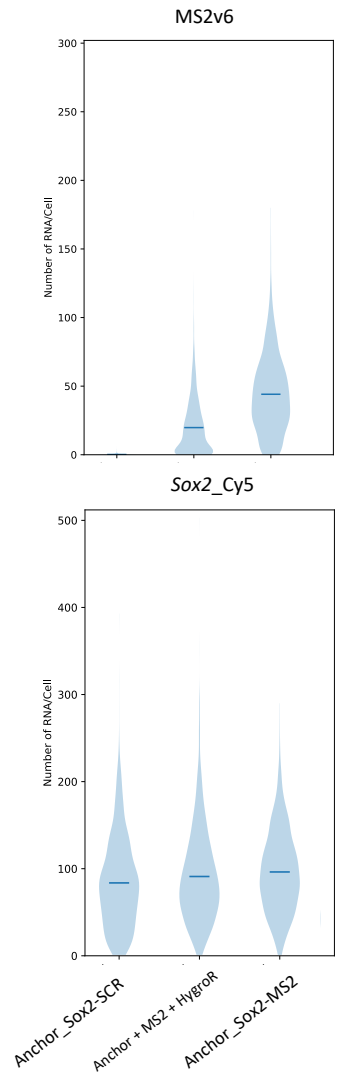 MS2v6
300
250
200
150
100
50
0
Number of RNA/Cell
Sox2_Cy5
500
400
300
200
100
0
Number of RNA/Cell
Anchor_Sox2-SCR
Anchor + MS2 + HygroR
Anchor_Sox2-MS2